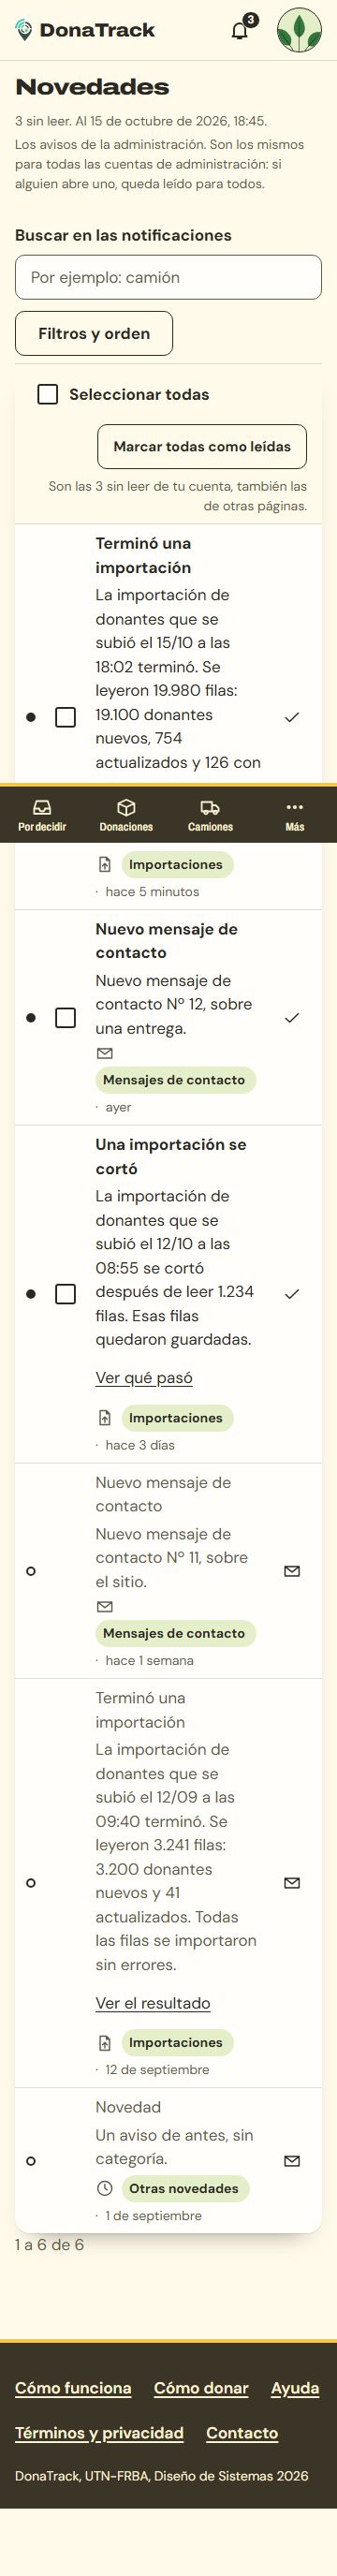 DonaTrack
3
Novedades
3 sin leer. Al 15 de octubre de 2026, 18:45.
Los avisos de la administración. Son los mismos
para todas las cuentas de administración: si
alguien abre uno, queda leído para todos.
Buscar en las notificaciones
Por ejemplo: camión
Filtros y orden
Seleccionar todas
Marcar todas como leídas
Son las 3 sin leer de tu cuenta, también las
de otras páginas.
Terminó una
importación
La importación de
donantes que se
subió el 15/10 a las
18:02 terminó. Se
leyeron 19.980 filas:
19.100 donantes
nuevos, 754
actualizados y 126 con
Por decidir
Donaciones
Camiones
Más
Importaciones
· hace 5 minutos
Nuevo mensaje de
contacto
Nuevo mensaje de
contacto Nº 12, sobre
una entrega.
Mensajes de contacto
· ayer
Una importación se
cortó
La importación de
donantes que se
subió el 12/10 a las
08:55 se cortó
después de leer 1.234
filas. Esas filas
quedaron guardadas.
Ver qué pasó
Importaciones
· hace 3 días
Nuevo mensaje de
contacto
Nuevo mensaje de
contacto Nº 11, sobre
el sitio.
Mensajes de contacto
· hace 1 semana
Terminó una
importación
La importación de
donantes que se
subió el 12/09 a las
09:40 terminó. Se
leyeron 3.241 filas:
3.200 donantes
nuevos y 41
actualizados. Todas
las filas se importaron
sin errores.
Ver el resultado
Importaciones
· 12 de septiembre
Novedad
Un aviso de antes, sin
categoría.
Otras novedades
· 1 de septiembre
1 a 6 de 6
Cómo funciona
Cómo donar
Ayuda
Términos y privacidad
Contacto
DonaTrack, UTN-FRBA, Diseño de Sistemas 2026